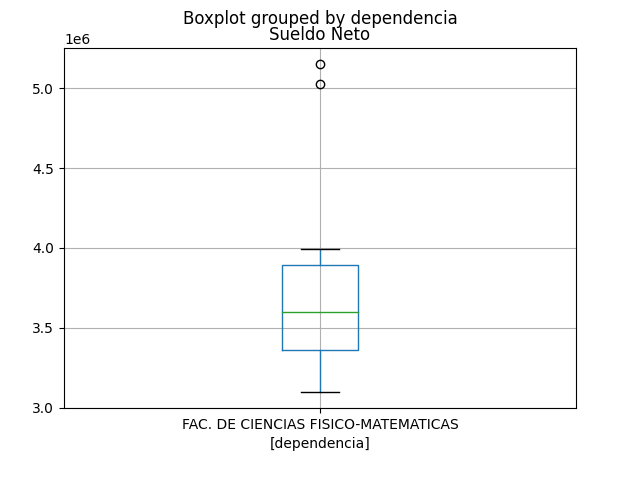 Boxplot grouped by dependencia
Sueldo Neto
1e6
5.0
4.5
4.0
3.5
3.0
FAC. DE CIENCIAS FISICO-MATEMATICAS
[dependencia]